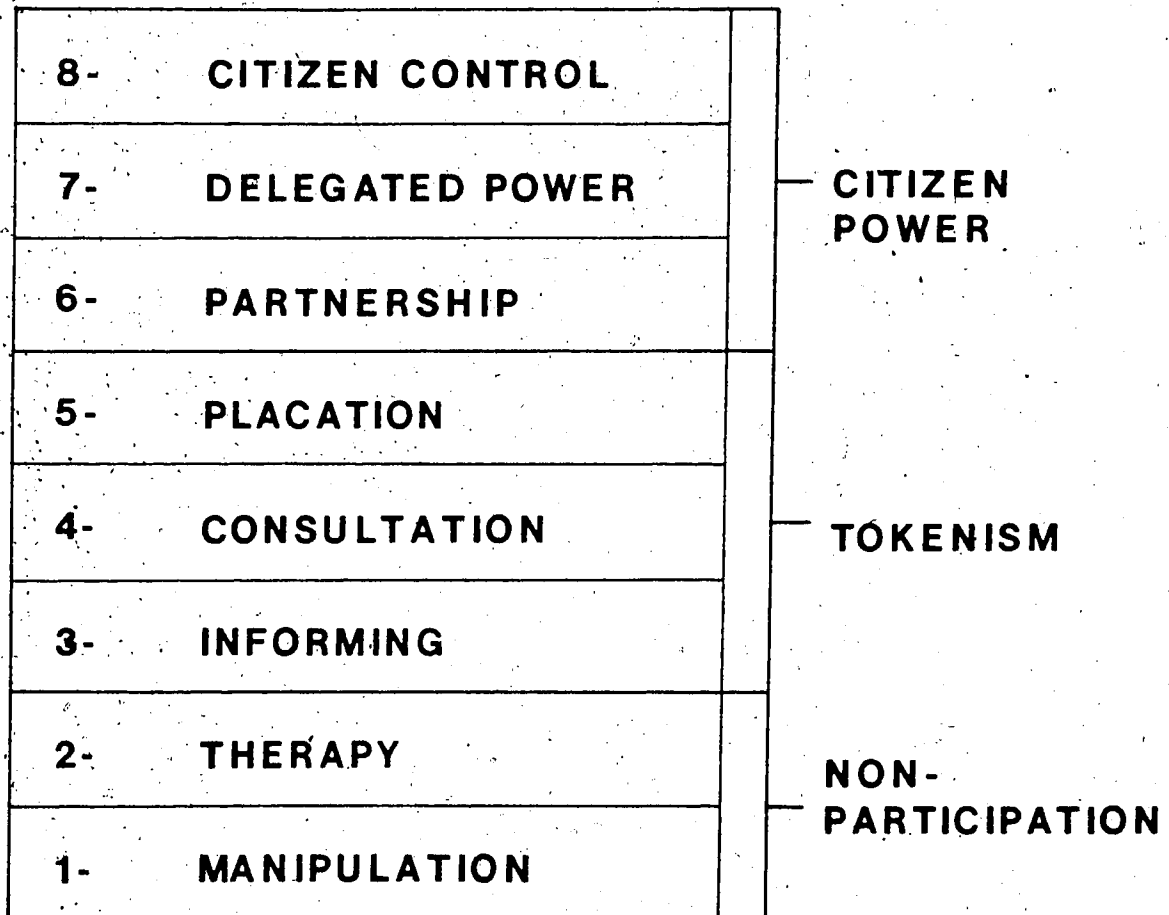 8- CITIZEN CONTROL
7- DELEGATED POWER
CITIZEN
POWER
6- PARTNERSHIP
5- PLACATION
4- CONSULTATION
TOKENISM
3- INFORMING
2- THERAPY
NON-
PARTICIPATION
1- MANIPULATION